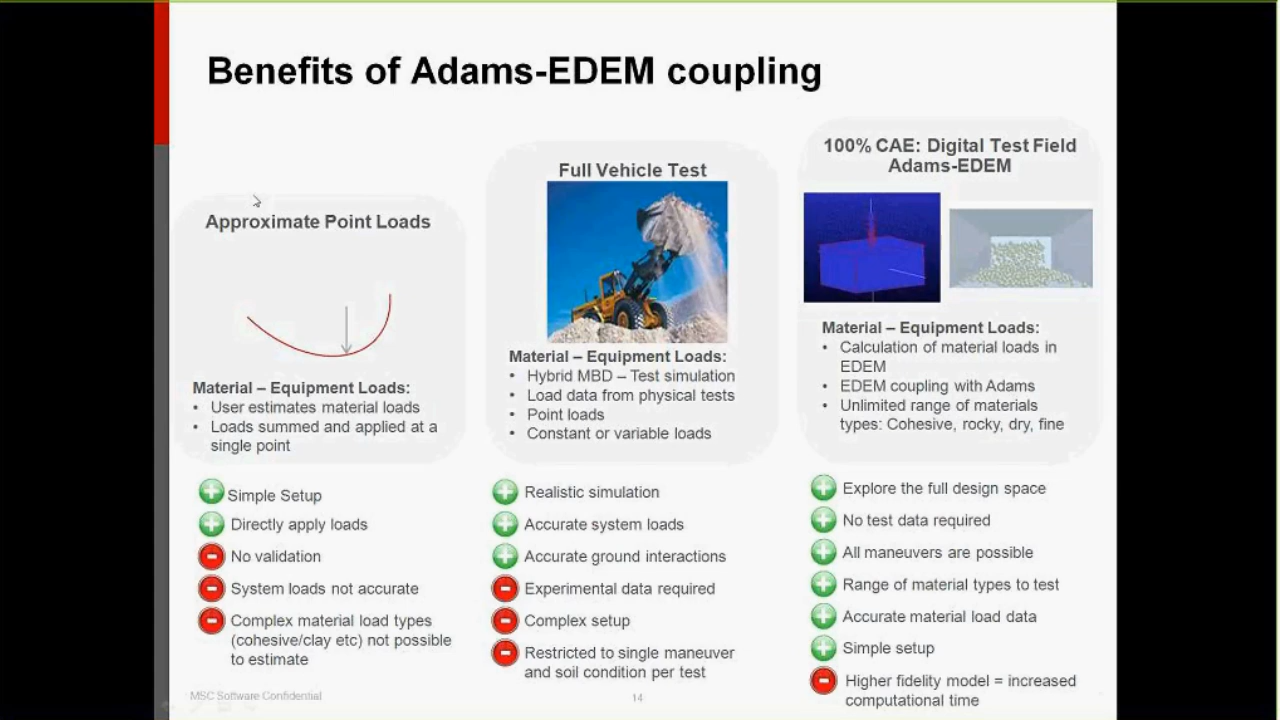 Benefits of Adams-EDEM coupling
Approximate Point Loads
Material – Equipment Loads:
• User estimates material loads
• Loads summed and applied at a
single point
Simple Setup
Directly apply loads
No validation
System loads not accurate
Complex material load types
(cohesive/clay etc) not possible
to estimate
Full Vehicle Test
Material – Equipment Loads:
• Hybrid MBD – Test simulation
• Load data from physical tests
• Point loads
• Constant or variable loads
Realistic simulation
Accurate system loads
Accurate ground interactions
Experimental data required
Complex setup
Restricted to single maneuver
and soil condition per test
100% CAE: Digital Test Field
Adams-EDEM
Material – Equipment Loads:
• Calculation of material loads in
EDEM
• EDEM coupling with Adams
• Unlimited range of materials
types: Cohesive, rocky, dry, fine
Explore the full design space
No test data required
All maneuvers are possible
Range of material types to test
Accurate material load data
Simple setup
Higher fidelity model = increased
computational time
MSC Software Confidential
14